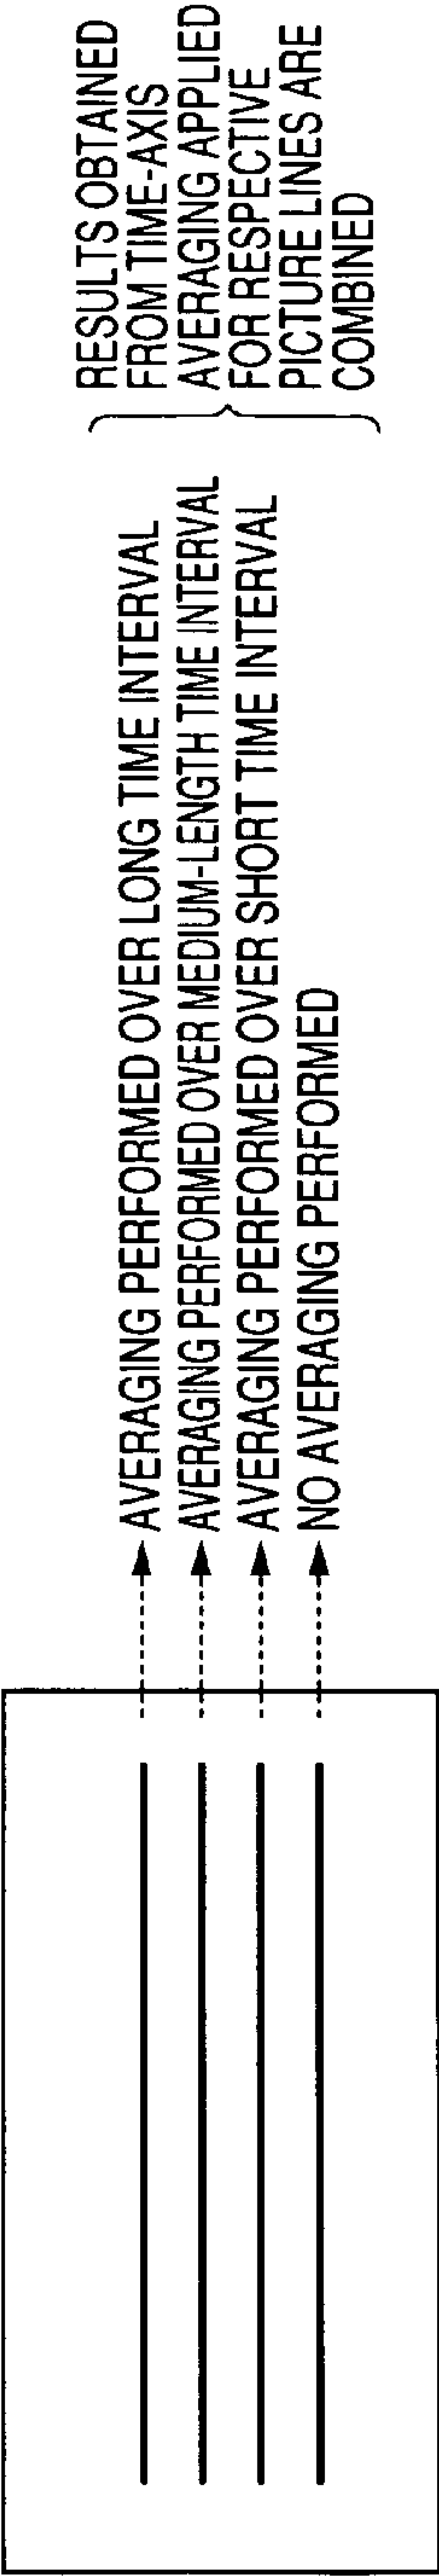 AVERAGING PERFORMED OVER LONG TIME INTERVAL
AVERAGING PERFORMED OVER MEDIUM-LENGTH TIME INTERVAL
AVERAGING PERFORMED OVER SHORT TIME INTERVAL
NO AVERAGING PERFORMED
RESULTS OBTAINED
FROM TIME-AXIS
AVERAGING APPLIED
FOR RESPECTIVE
PICTURE LINES ARE
COMBINED